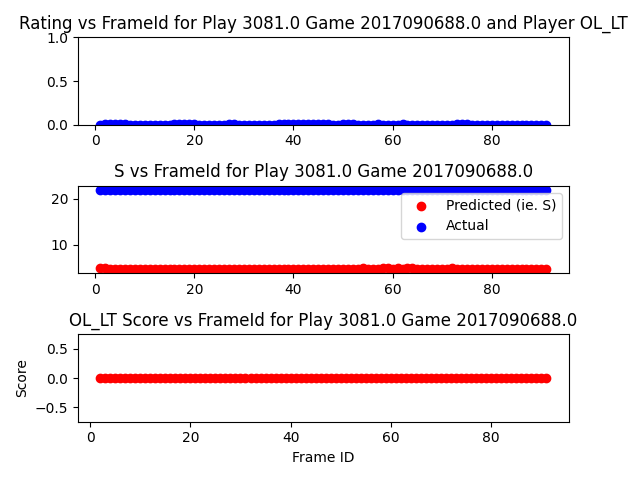 Rating vs FrameId for Play 3081.0 Game 2017090688.0 and Player OL_LT
1.0
0.5
0.0
0 20 40 60 80
S vs FrameId for Play 3081.0 Game 2017090688.0
20
10
Predicted (ie. S)
Actual
0 20 40 60 80
OL_LT Score vs FrameId for Play 3081.0 Game 2017090688.0
Score
0.5
0.0
−0.5
0 20 40 60 80
Frame ID